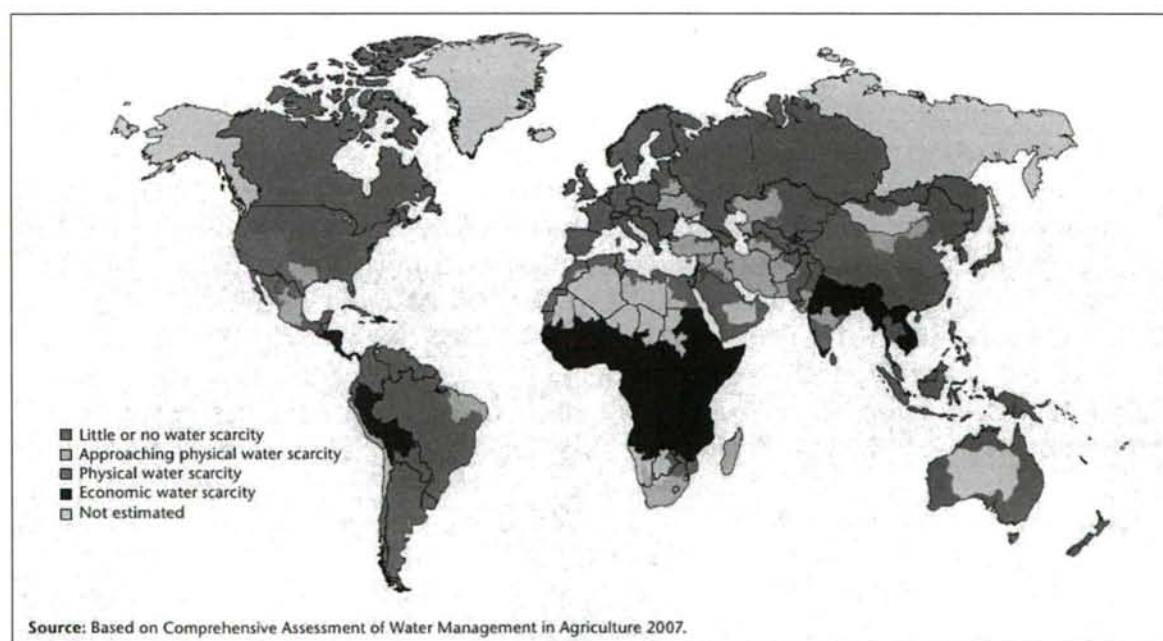 Little or no water scarcity
Approaching physical water scarcity
Physical water scarcity
Economic water scarcity
Not estimated
Source: Based on Comprehensive Assessment of Water Management in Agriculture 2007.